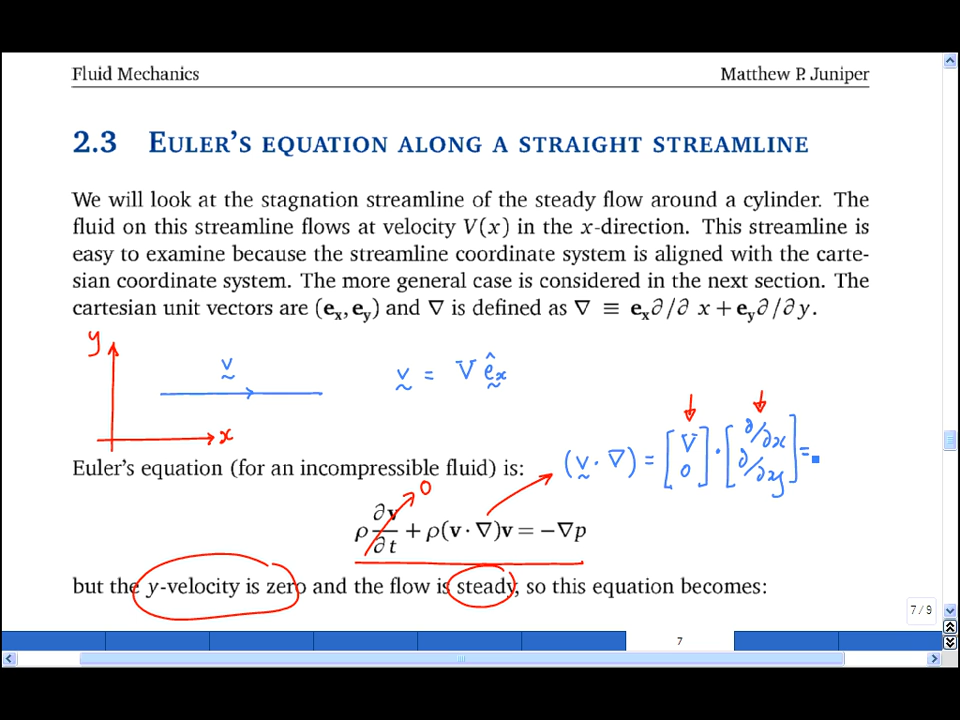 Fluid Mechanics Matthew P. Juniper
2.3 EULER'S EQUATION ALONG A STRAIGHT STREAMLINE
We will look at the stagnation streamline of the steady flow around a cylinder. The
fluid on this streamline flows at velocity V(x) in the x-direction. This streamline is
easy to examine because the streamline coordinate system is aligned with the carte-
sian coordinate system. The more general case is considered in the next section. The
cartesian unit vectors are (eₓ, e_y) and ∇ is defined as ∇ ≡ eₓ∂/∂ x + e_y∂/∂ y.
y
v
v = V êₓ
x
(v · ∇) = [V 0] · [∂/∂x ∂/∂y] =
Euler's equation (for an incompressible fluid) is:
0
ρ ∂v/∂t + ρ(v · ∇)v = −∇p
but the y-velocity is zero and the flow is steady, so this equation becomes:
7 / 9
7